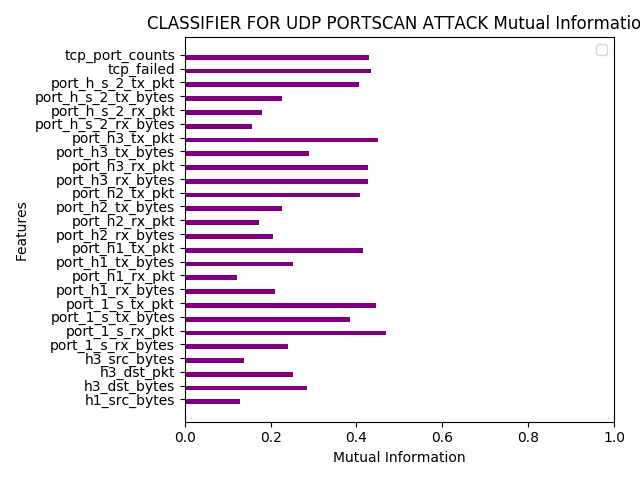 CLASSIFIER FOR UDP PORTSCAN ATTACK Mutual Informatio
tcp_port_counts
tcp_failed
port_h_s_2_tx_pkt
port_h_s_2_tx_bytes
port_h_s_2_rx_pkt
port_h_s_2_rx_bytes
port_h3_tx_pkt
port_h3_tx_bytes
port_h3_rx_pkt
port_h3_rx_bytes
port_h2_tx_pkt
port_h2_tx_bytes
port_h2_rx_pkt
port_h2_rx_bytes
port_h1_tx_pkt
port_h1_tx_bytes
port_h1_rx_pkt
port_h1_rx_bytes
port_1_s_tx_pkt
port_1_s_tx_bytes
port_1_s_rx_pkt
port_1_s_rx_bytes
h3_src_bytes
h3_dst_pkt
h3_dst_bytes
h1_src_bytes
Features
0.0 0.2 0.4 0.6 0.8 1.0
Mutual Information